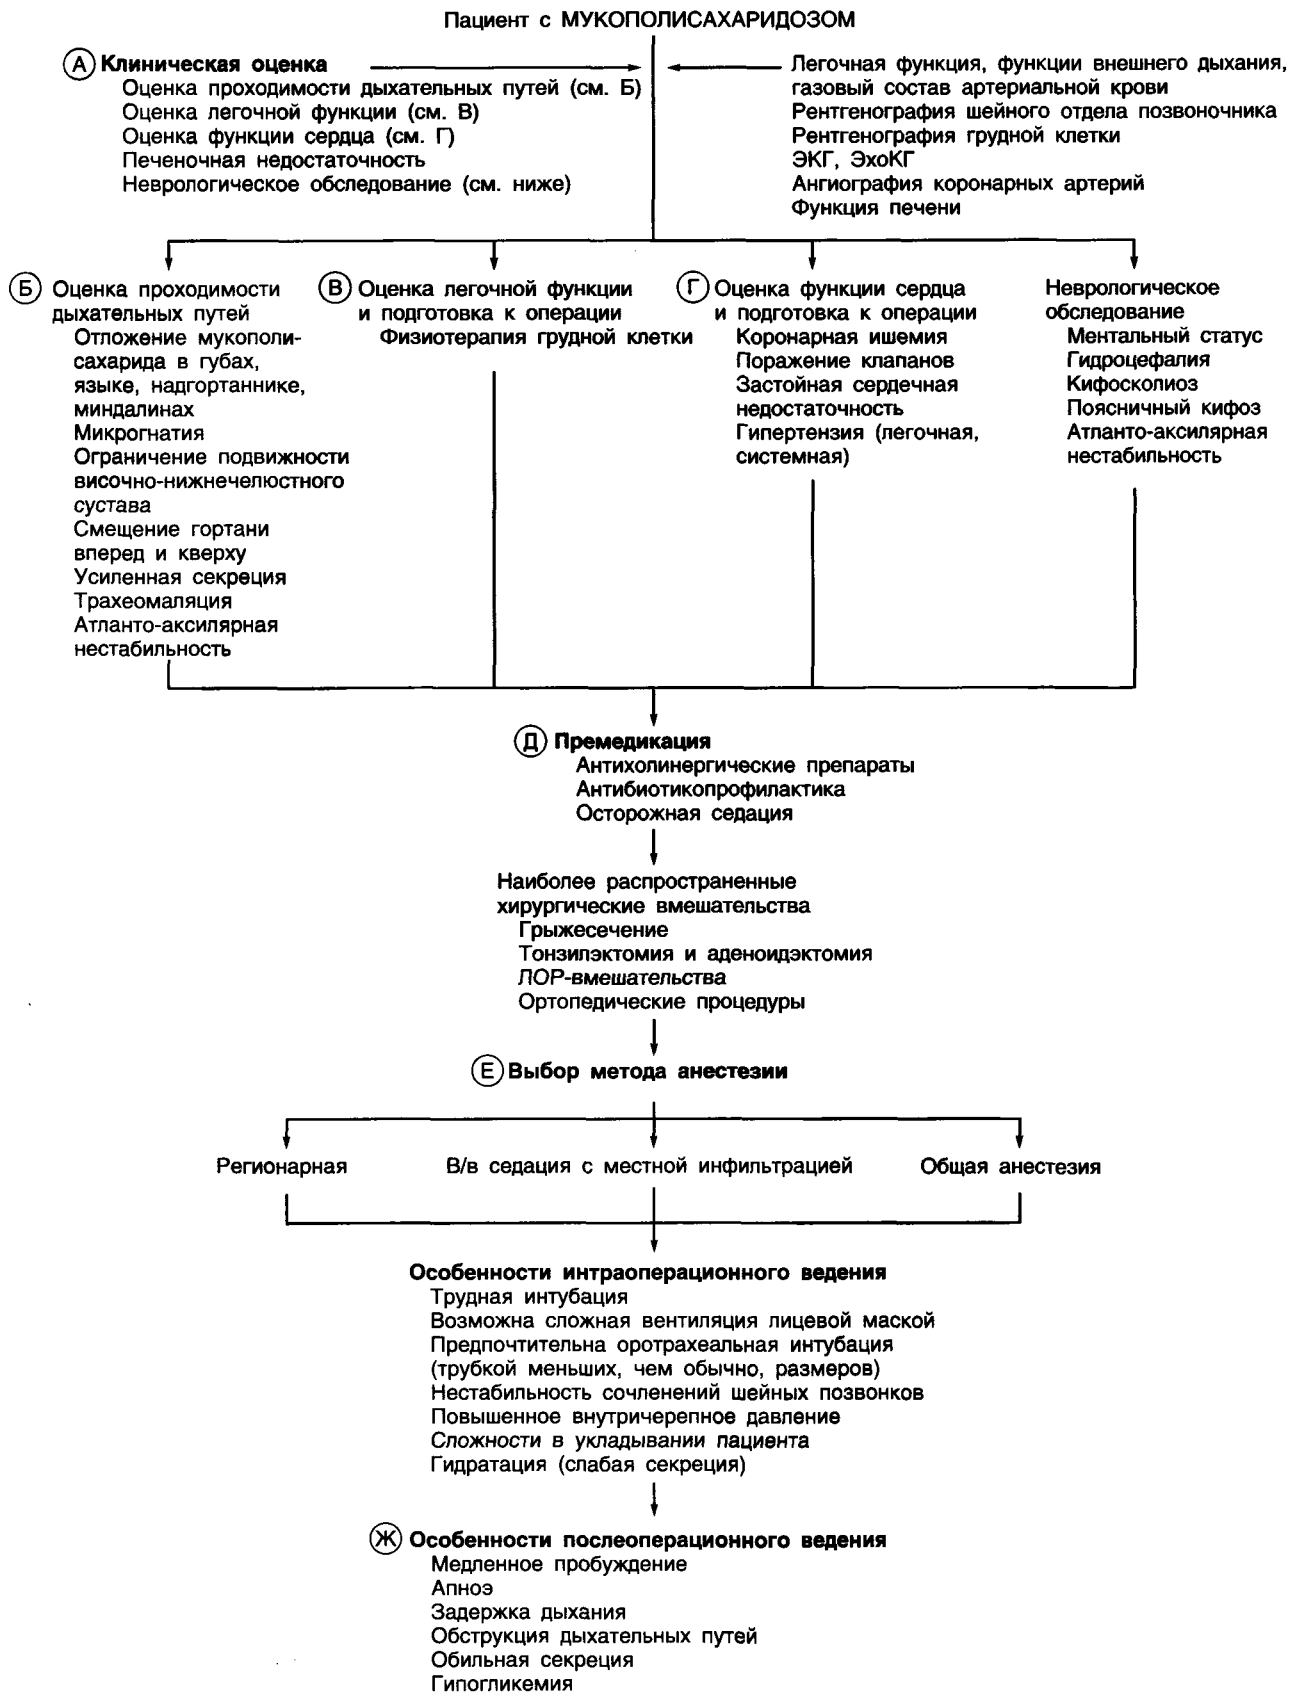 Пациент с МУКОПОЛИСАХАРИДОЗОМ
А Клиническая оценка
Оценка проходимости дыхательных путей (см. Б)
Оценка легочной функции (см. В)
Оценка функции сердца (см. Г)
Печеночная недостаточность
Неврологическое обследование (см. ниже)
Легочная функция, функции внешнего дыхания,
газовый состав артериальной крови
Рентгенография шейного отдела позвоночника
Рентгенография грудной клетки
ЭКГ, ЭхоКГ
Ангиография коронарных артерий
Функция печени
Б Оценка проходимости
дыхательных путей
Отложение мукополи-
сахарида в губах,
языке, надгортаннике,
миндалинах
Микрогнатия
Ограничение подвижности
височно-нижнечелюстного
сустава
Смещение гортани
вперед и кверху
Усиленная секреция
Трахеомаляция
Атланто-аксилярная
нестабильность
В Оценка легочной функции
и подготовка к операции
Физиотерапия грудной клетки
Г Оценка функции сердца
и подготовка к операции
Коронарная ишемия
Поражение клапанов
Застойная сердечная
недостаточность
Гипертензия (легочная,
системная)
Неврологическое
обследование
Ментальный статус
Гидроцефалия
Кифосколиоз
Поясничный кифоз
Атланто-аксилярная
нестабильность
Д Премедикация
Антихолинергические препараты
Антибиотикопрофилактика
Осторожная седация
Наиболее распространенные
хирургические вмешательства
Грыжесечение
Тонзилэктомия и аденоидэктомия
ЛОР-вмешательства
Ортопедические процедуры
Е Выбор метода анестезии
Регионарная
В/в седация с местной инфильтрацией
Общая анестезия
Особенности интраоперационного ведения
Трудная интубация
Возможна сложная вентиляция лицевой маской
Предпочтительна оротрахеальная интубация
(трубкой меньших, чем обычно, размеров)
Нестабильность сочленений шейных позвонков
Повышенное внутричерепное давление
Сложности в укладывании пациента
Гидратация (слабая секреция)
Ж Особенности послеоперационного ведения
Медленное пробуждение
Апноэ
Задержка дыхания
Обструкция дыхательных путей
Обильная секреция
Гипогликемия